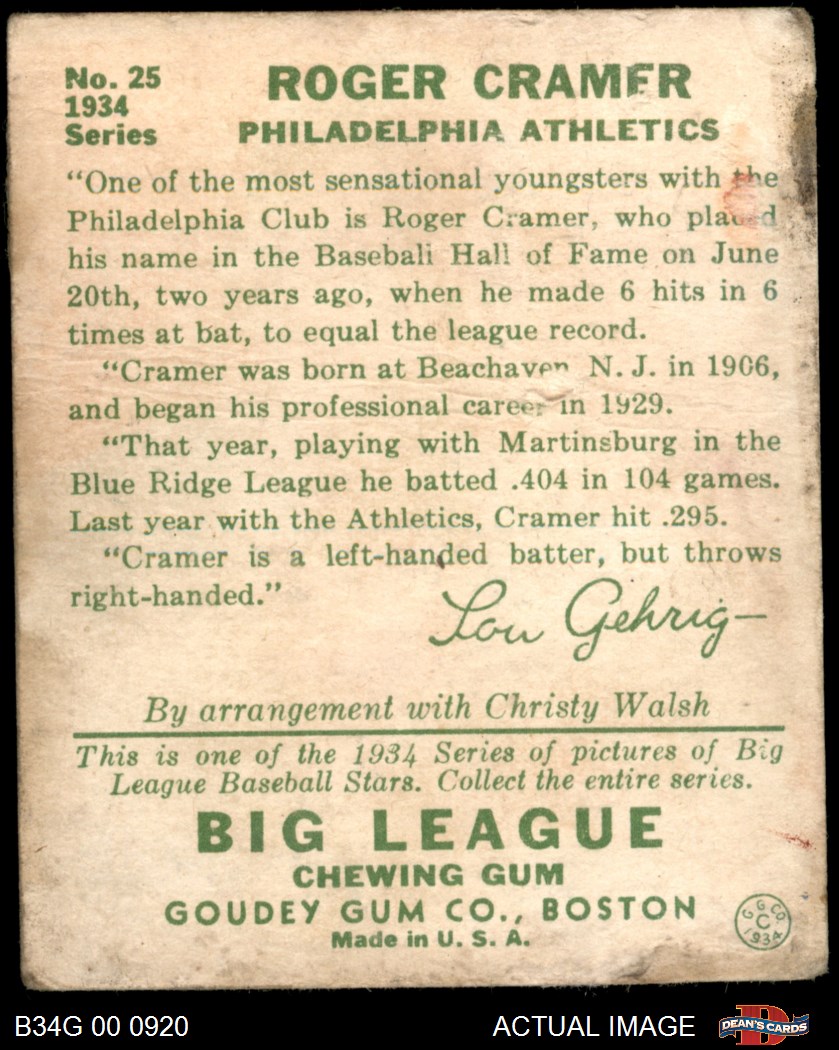 No. 25
1934
Series
ROGER CRAMER
PHILADELPHIA ATHLETICS
"One of the most sensational youngsters with the
Philadelphia Club is Roger Cramer, who placed
his name in the Baseball Hall of Fame on June
20th, two years ago, when he made 6 hits in 6
times at bat, to equal the league record.
"Cramer was born at Beachaven N. J. in 1906,
and began his professional career in 1929.
"That year, playing with Martinsburg in the
Blue Ridge League he batted .404 in 104 games.
Last year with the Athletics, Cramer hit .295.
"Cramer is a left-handed batter, but throws
right-handed."
Lou Gehrig—
By arrangement with Christy Walsh
This is one of the 1934 Series of pictures of Big
League Baseball Stars. Collect the entire series.
BIG LEAGUE
CHEWING GUM
GOUDEY GUM CO., BOSTON
Made in U. S. A.
G G CO.
C
1934
B34G 00 0920
ACTUAL IMAGE
D
DEAN'S CARDS